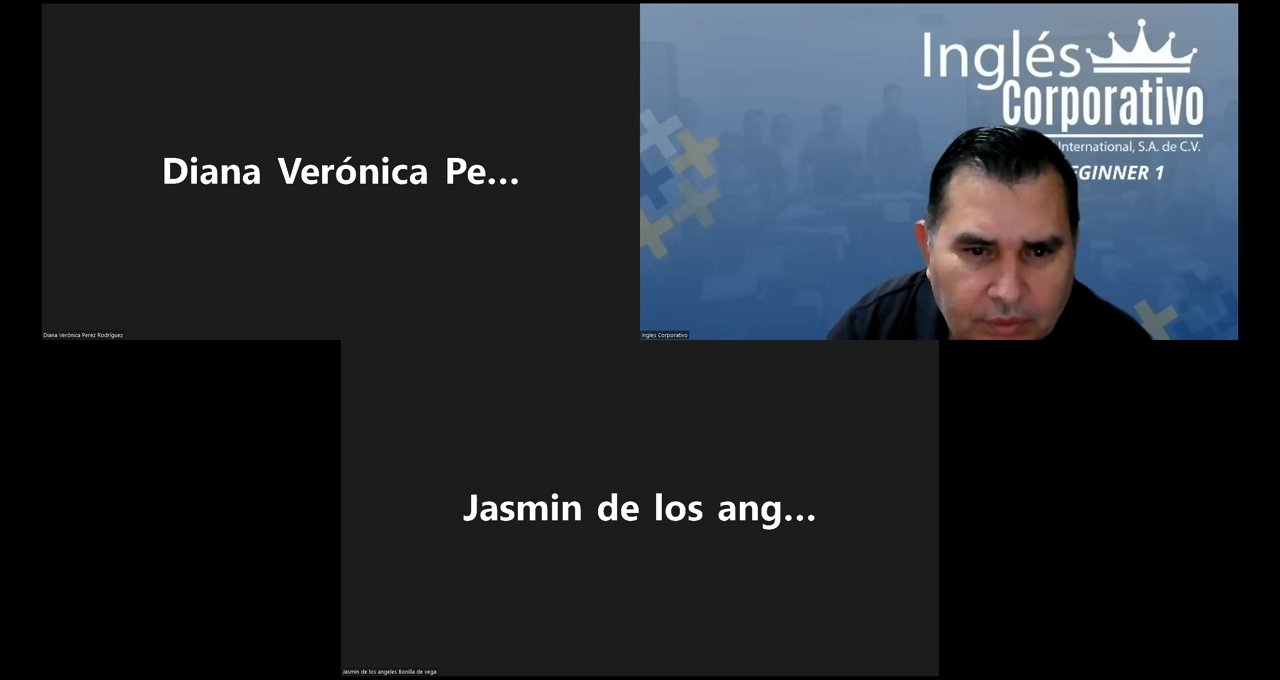 Diana Verónica Pe...
Diana Verónica Perez Rodríguez
Inglés
Corporativo
International, S.A. de C.V.
EGINNER 1
Ingles Corporativo
Jasmin de los ang...
Jasmin de los angeles Bonilla de vega